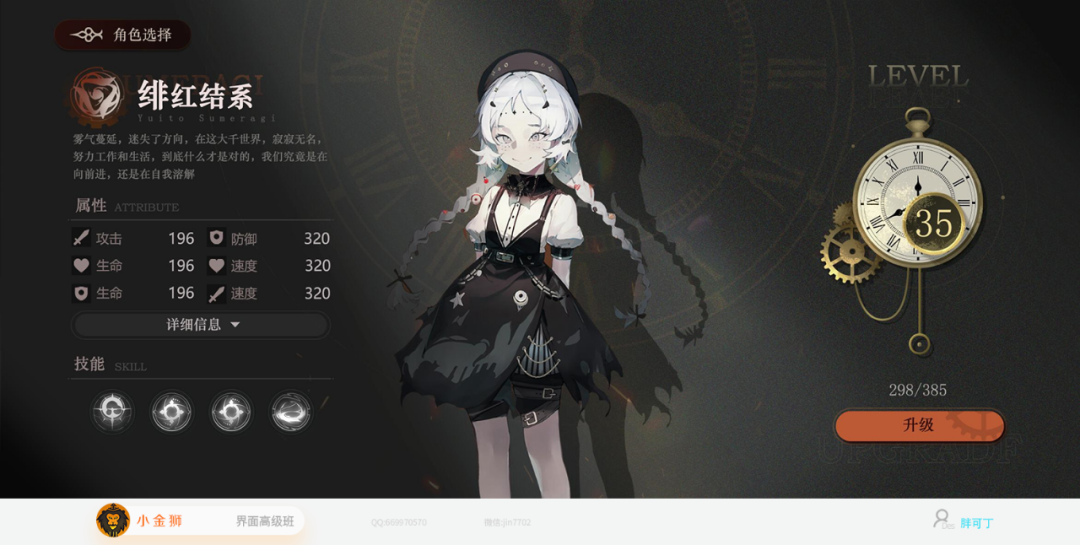 角色选择
绯红结系
Yuito Sumeragi
雾气蔓延，迷失了方向，在这大千世界，寂寂无名，
努力工作和生活，到底什么才是对的，我们究竟是在
向前进，还是在自我溶解
属性 ATTRIBUTE
攻击 196 防御 320
生命 196 速度 320
生命 196 速度 320
详细信息
技能 SKILL
LEVEL
35
298/385
升级
UPGRADE
小金狮 界面高级班
QQ:669970570
微信:jin7702
Des 胖可丁